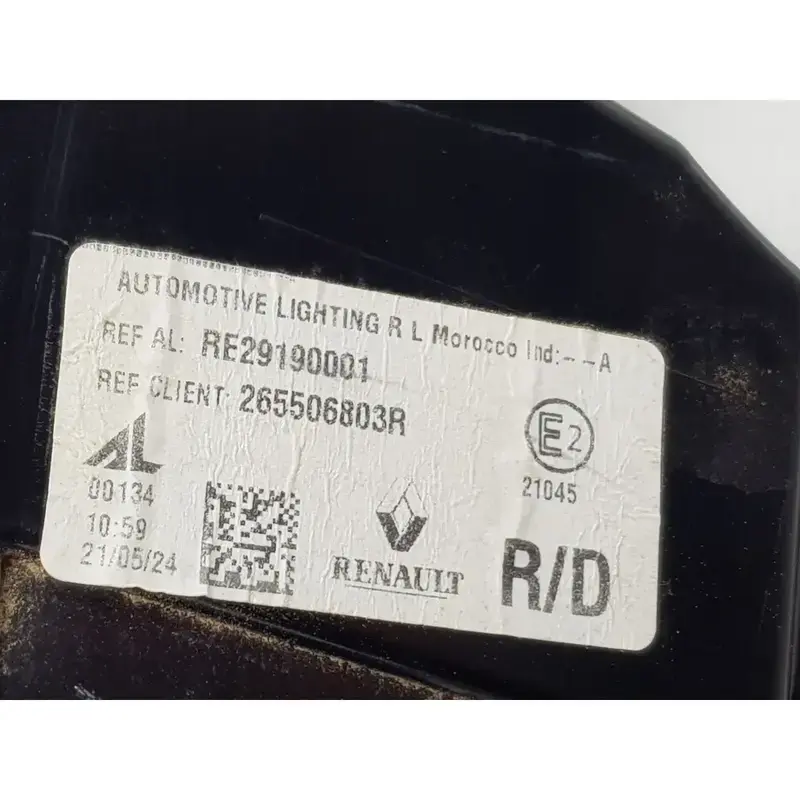 AUTOMOTIVE LIGHTING R L Morocco Ind:--A
REF AL: RE29190001
REF CLIENT: 265506803R
E2
21045
AL
00134
10:59
21/05/24
RENAULT
R/D